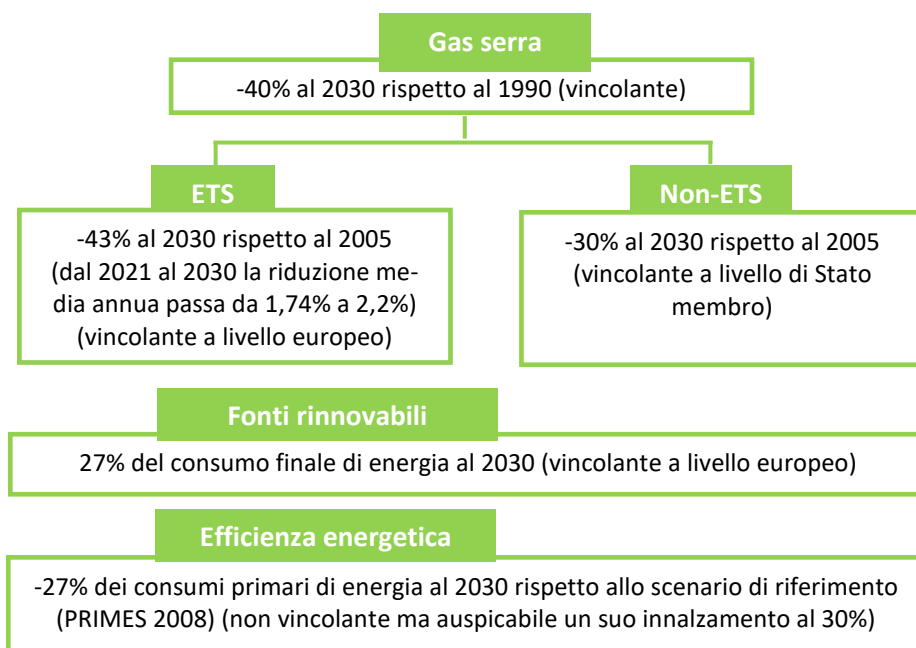 Gas serra
-40% al 2030 rispetto al 1990 (vincolante)
ETS
-43% al 2030 rispetto al 2005
(dal 2021 al 2030 la riduzione me-
dia annua passa da 1,74% a 2,2%)
(vincolante a livello europeo)
Non-ETS
-30% al 2030 rispetto al 2005
(vincolante a livello di Stato
membro)
Fonti rinnovabili
27% del consumo finale di energia al 2030 (vincolante a livello europeo)
Efficienza energetica
-27% dei consumi primari di energia al 2030 rispetto allo scenario di riferimento
(PRIMES 2008) (non vincolante ma auspicabile un suo innalzamento al 30%)